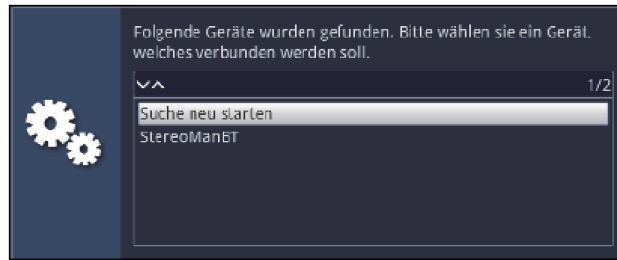 Folgende Geräte wurden gefunden. Bitte wählen sie ein Gerät,
welches verbunden werden soll.
1/2
Suche neu starten
StereoManBT